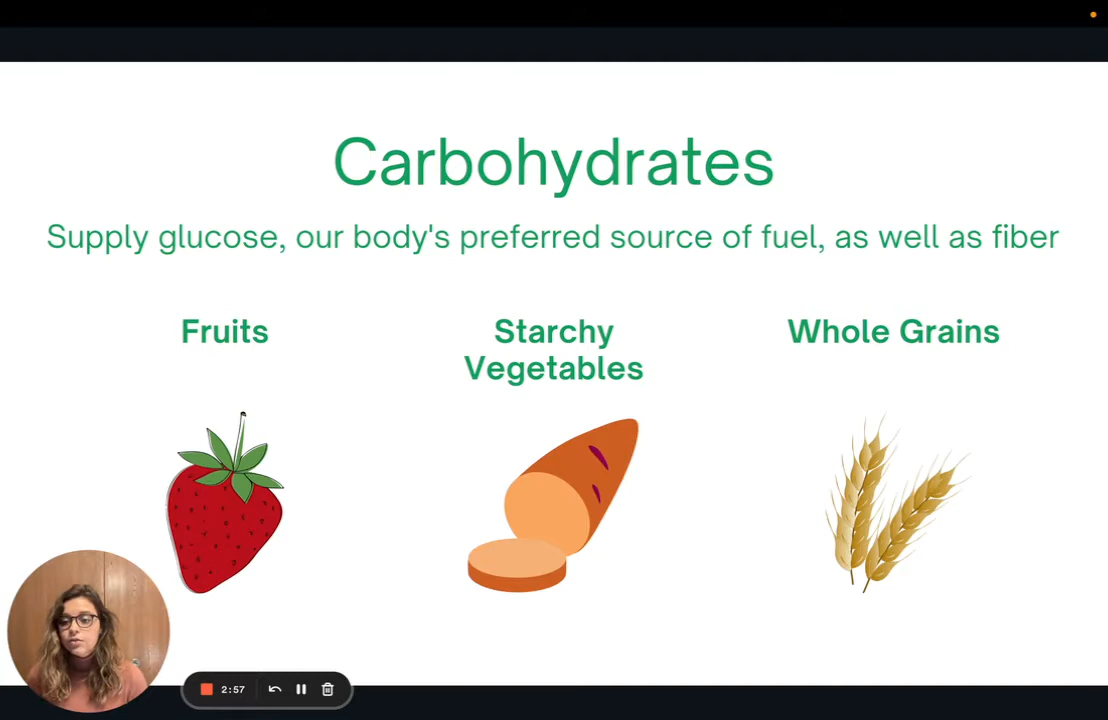 Carbohydrates
Supply glucose, our body's preferred source of fuel, as well as fiber
Fruits
Starchy
Vegetables
Whole Grains
2:57